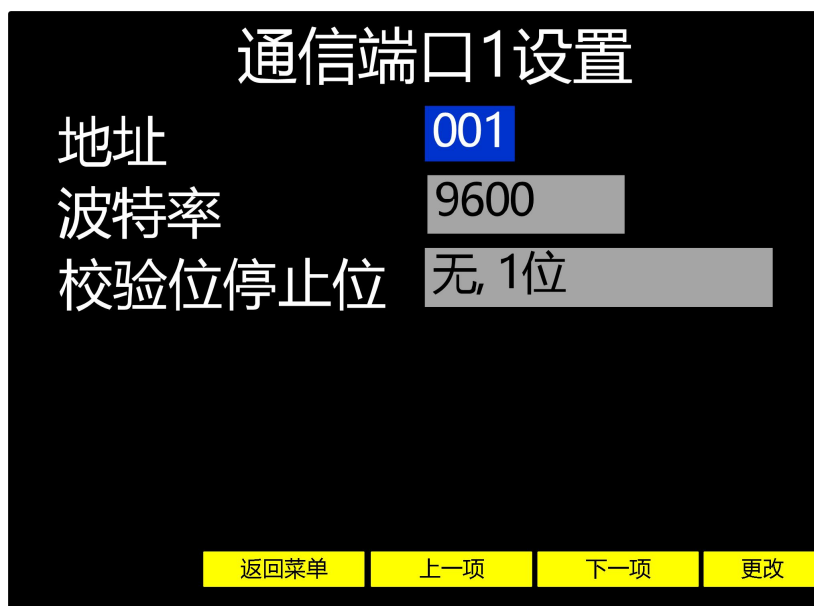 通信端口1设置
地址 001
波特率 9600
校验位停止位 无, 1位
返回菜单 上一项 下一项 更改